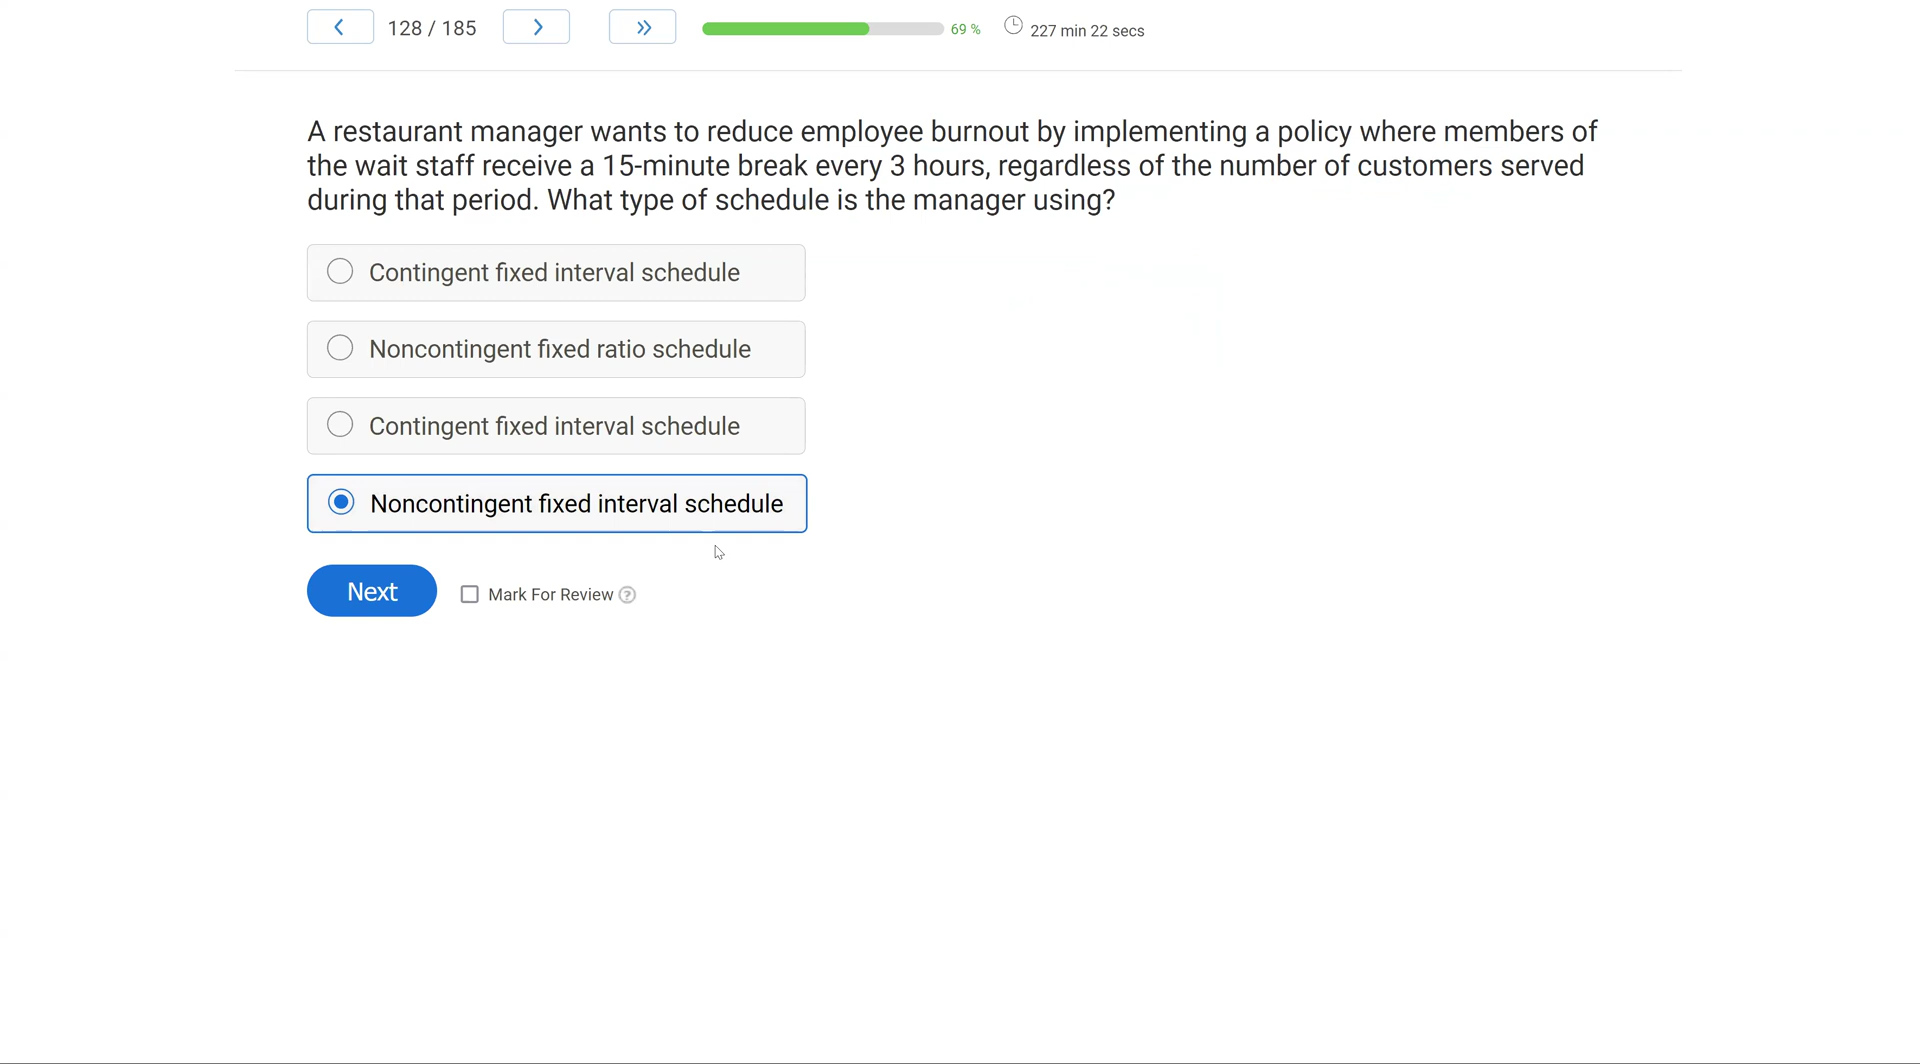 128 / 185
69 %
227 min 22 secs
A restaurant manager wants to reduce employee burnout by implementing a policy where members of
the wait staff receive a 15-minute break every 3 hours, regardless of the number of customers served
during that period. What type of schedule is the manager using?
Contingent fixed interval schedule
Noncontingent fixed ratio schedule
Contingent fixed interval schedule
Noncontingent fixed interval schedule
Next
Mark For Review ?